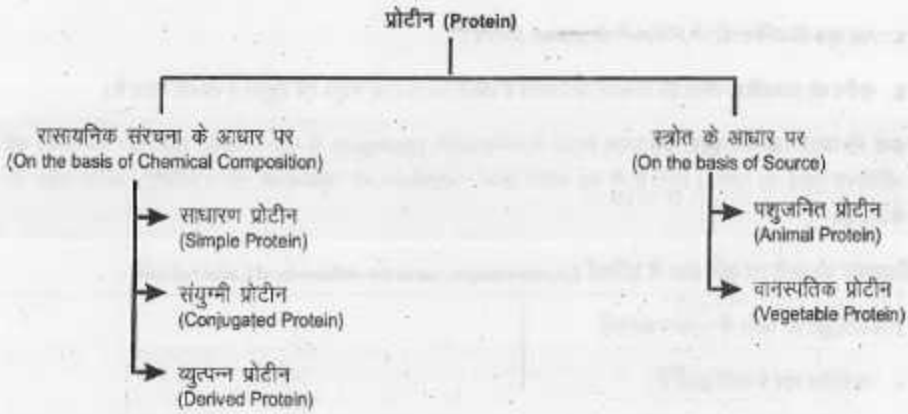 प्रोटीन (Protein)
रासायनिक संरचना के आधार पर
(On the basis of Chemical Composition)
साधारण प्रोटीन
(Simple Protein)
संयुग्मी प्रोटीन
(Conjugated Protein)
व्युत्पन्न प्रोटीन
(Derived Protein)
स्त्रोत के आधार पर
(On the basis of Source)
पशुजनित प्रोटीन
(Animal Protein)
वानस्पतिक प्रोटीन
(Vegetable Protein)